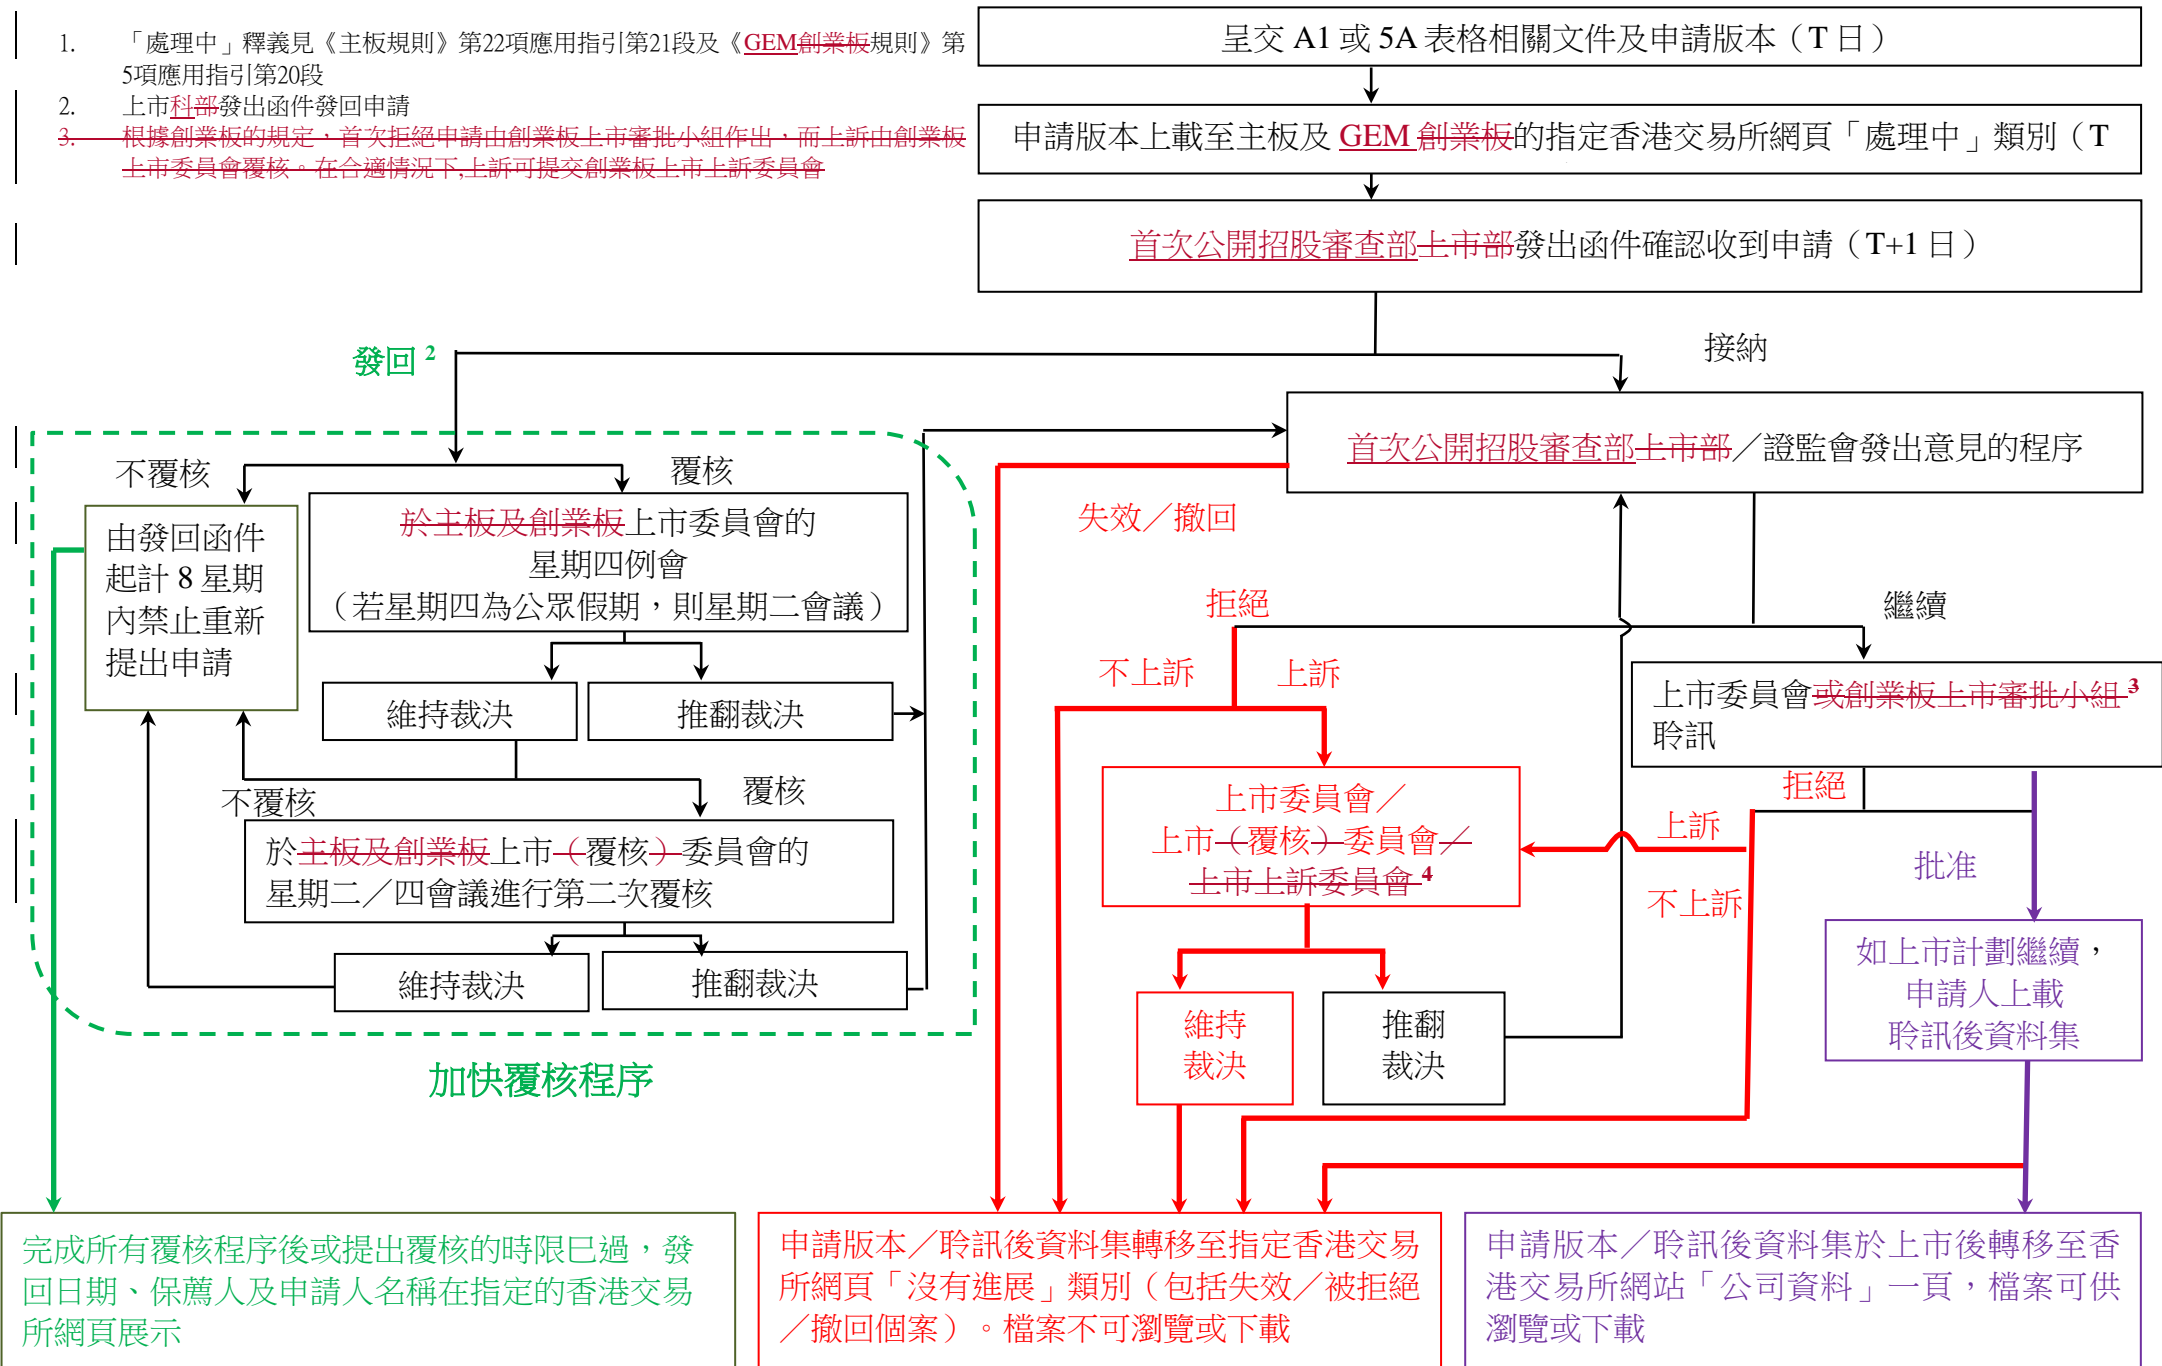 1. 「處理中」釋義見《主板規則》第22項應用指引第21段及《GEM創業板規則》第
5項應用指引第20段
2. 上市科部發出函件發回申請
3. 根據創業板的規定，首次拒絕申請由創業板上市審批小組作出，而上訴由創業板
上市委員會覆核。在合適情況下,上訴可提交創業板上市上訴委員會
呈交 A1 或 5A 表格相關文件及申請版本（T 日）
申請版本上載至主板及 GEM 創業板的指定香港交易所網頁「處理中」類別（T
首次公開招股審查部上市部發出函件確認收到申請（T+1 日）
發回 2
接納
首次公開招股審查部上市部／證監會發出意見的程序
不覆核
覆核
由發回函件
起計 8 星期
內禁止重新
提出申請
於主板及創業板上市委員會的
星期四例會
（若星期四為公眾假期，則星期二會議）
維持裁決
推翻裁決
不覆核
覆核
於主板及創業板上市（覆核）委員會的
星期二／四會議進行第二次覆核
維持裁決
推翻裁決
加快覆核程序
失效／撤回
拒絕
繼續
不上訴
上訴
上市委員會或創業板上市審批小組 3
聆訊
上市委員會／
上市（覆核）委員會／
上市上訴委員會 4
拒絕
上訴
不上訴
批准
維持
裁決
推翻
裁決
如上市計劃繼續，
申請人上載
聆訊後資料集
完成所有覆核程序後或提出覆核的時限巳過，發
回日期、保薦人及申請人名稱在指定的香港交易
所網頁展示
申請版本／聆訊後資料集轉移至指定香港交易
所網頁「沒有進展」類別（包括失效／被拒絕
／撤回個案）。檔案不可瀏覽或下載
申請版本／聆訊後資料集於上市後轉移至香
港交易所網站「公司資料」一頁，檔案可供
瀏覽或下載